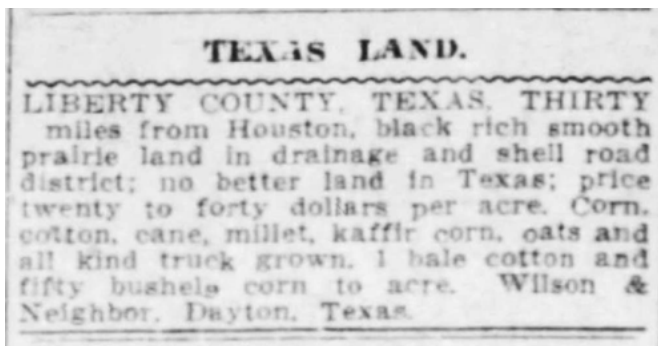 TEXAS LAND.
LIBERTY COUNTY, TEXAS, THIRTY
miles from Houston, black rich smooth
prairie land in drainage and shell road
district; no better land in Texas; price
twenty to forty dollars per acre. Corn,
cotton, cane, millet, kaffir corn, oats and
all kind truck grown. 1 bale cotton and
fifty bushels corn to acre. Wilson &
Neighbor, Dayton, Texas.